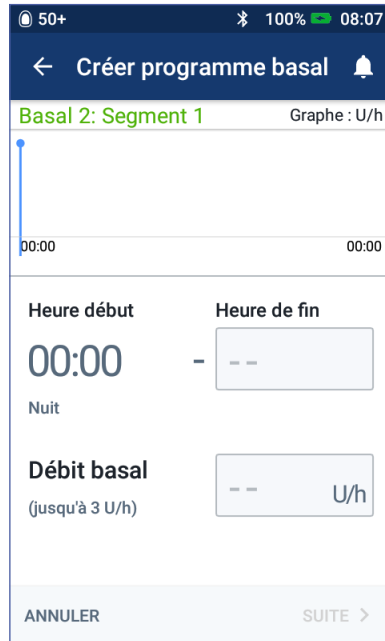 50+ 100% 08:07
Créer programme basal
Basal 2: Segment 1 Graphe : U/h
00:00 00:00
Heure début Heure de fin
00:00 - --
Nuit
Débit basal -- U/h
(jusqu'à 3 U/h)
ANNULER SUITE >